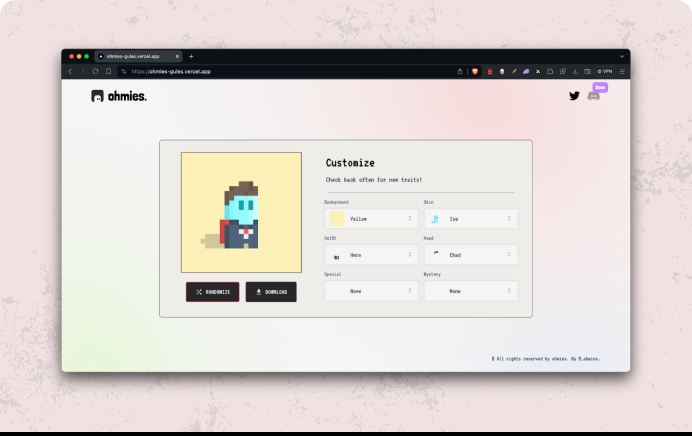 ohmies-gules.vercel.app
https://ohmies-gules.vercel.app
VPN
ohmies.
Soon
Customize
Check back often for new traits!
Background
Skin
Yellow
Ice
Outfit
Head
Hero
Chad
Special
Mystery
None
None
RANDOMIZE
DOWNLOAD
All rights reserved by ohmies. By 0_ohmies.